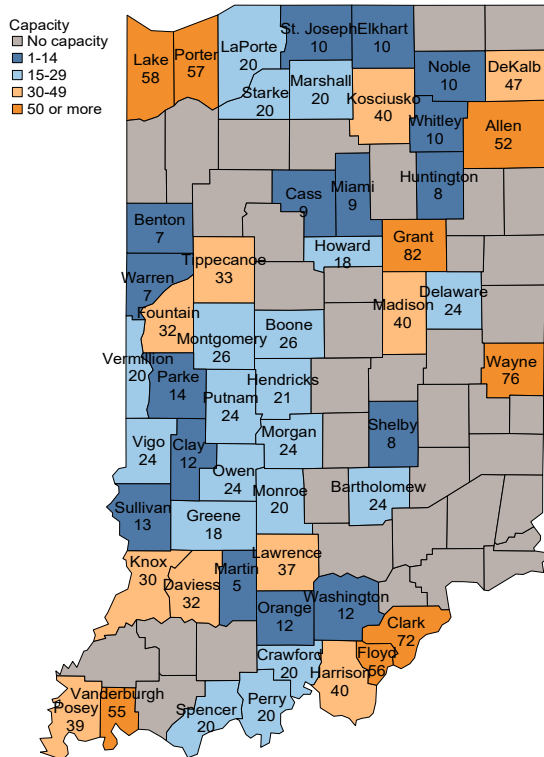 Capacity
No capacity
1-14
15-29
30-49
50 or more
Lake
58
Porter
57
LaPorte
20
St. Joseph
10
Elkhart
10
Noble
10
DeKalb
47
Starke
20
Marshall
20
Kosciusko
40
Whitley
10
Allen
52
Huntington
8
Cass
9
Miami
9
Benton
7
Howard
18
Grant
82
Warren
7
Tippecanoe
33
Madison
40
Delaware
24
Fountain
32
Montgomery
26
Boone
26
Vermillion
20
Parke
14
Putnam
24
Hendricks
21
Wayne
76
Vigo
24
Clay
12
Owen
24
Morgan
24
Shelby
8
Sullivan
13
Greene
18
Monroe
20
Bartholomew
24
Knox
30
Daviess
32
Martin
5
Lawrence
37
Orange
12
Washington
12
Clark
72
Floyd
56
Crawford
20
Harrison
40
Posey
39
Vanderburgh
55
Spencer
20
Perry
20